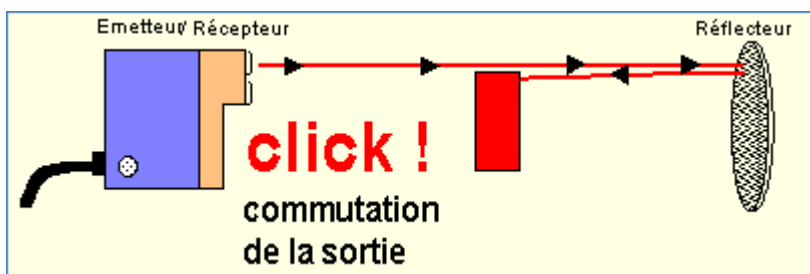 Emetteur/ Récepteur
Réflecteur
click !
commutation
de la sortie